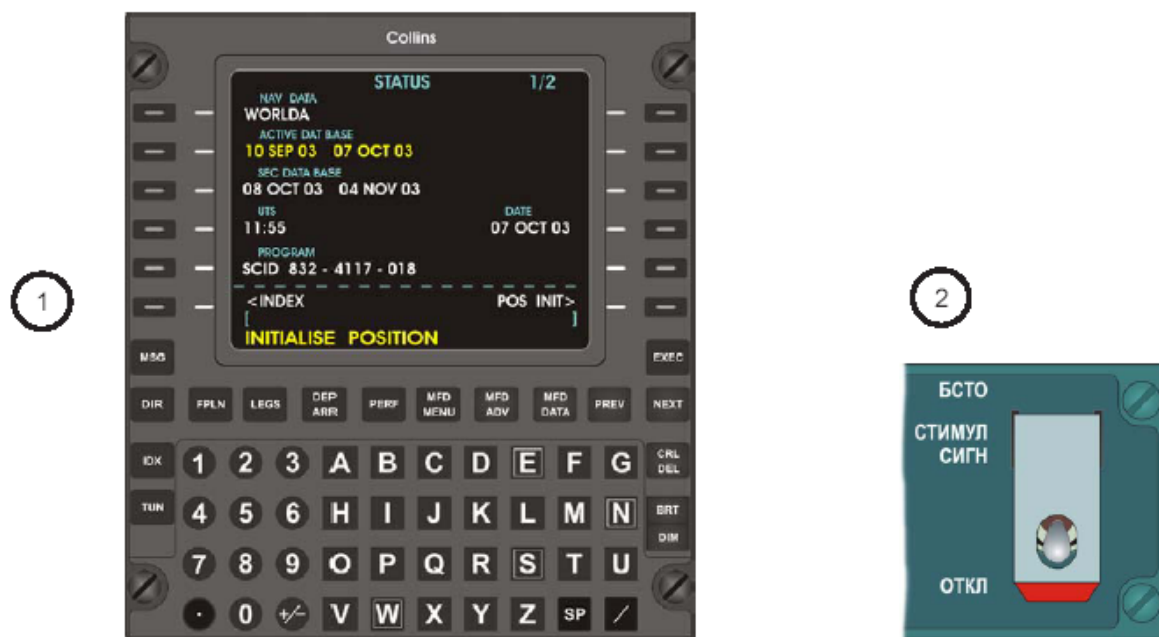 Collins
STATUS 1/2
NAV DATA
WORLDA
ACTIVE DAT BASE
10 SEP 03 07 OCT 03
SEC DATA BASE
08 OCT 03 04 NOV 03
UTS DATE
11:55 07 OCT 03
PROGRAM
SCID 832 - 4117 - 018
<INDEX POS INIT>
[ ]
INITIALISE POSITION
MSG EXEC
DIR FPLN LEGS DEP ARR PERF MFD MENU MFD ADV MFD DATA PREV NEXT
IDX 1 2 3 A B C D E F G CRL DEL
TUN 4 5 6 H I J K L M N BRT
DIM
7 8 9 O P Q R S T U
. 0 +/- V W X Y Z SP /
1
2
БСТО
СТИМУЛ
СИГН
ОТКЛ